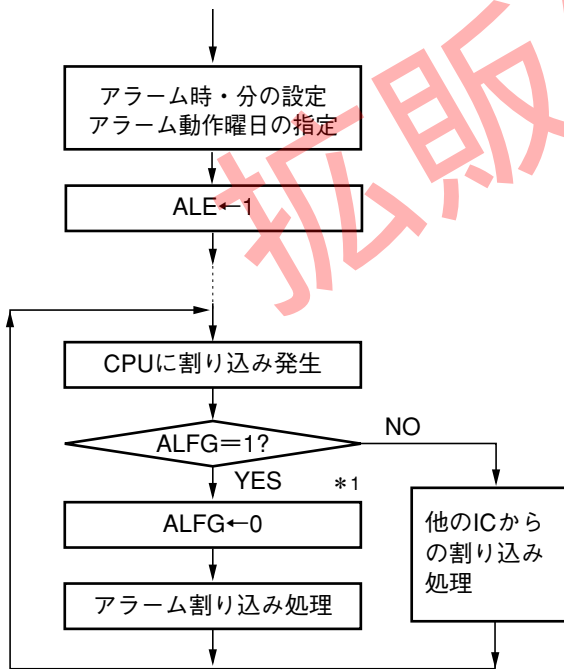 アラーム時・分の設定
アラーム動作曜日の指定
ALE←1
CPUに割り込み発生
ALFG＝1?
NO
YES
＊1
ALFG←0
他のICから
の割り込み
処理
アラーム割り込み処理
拡販